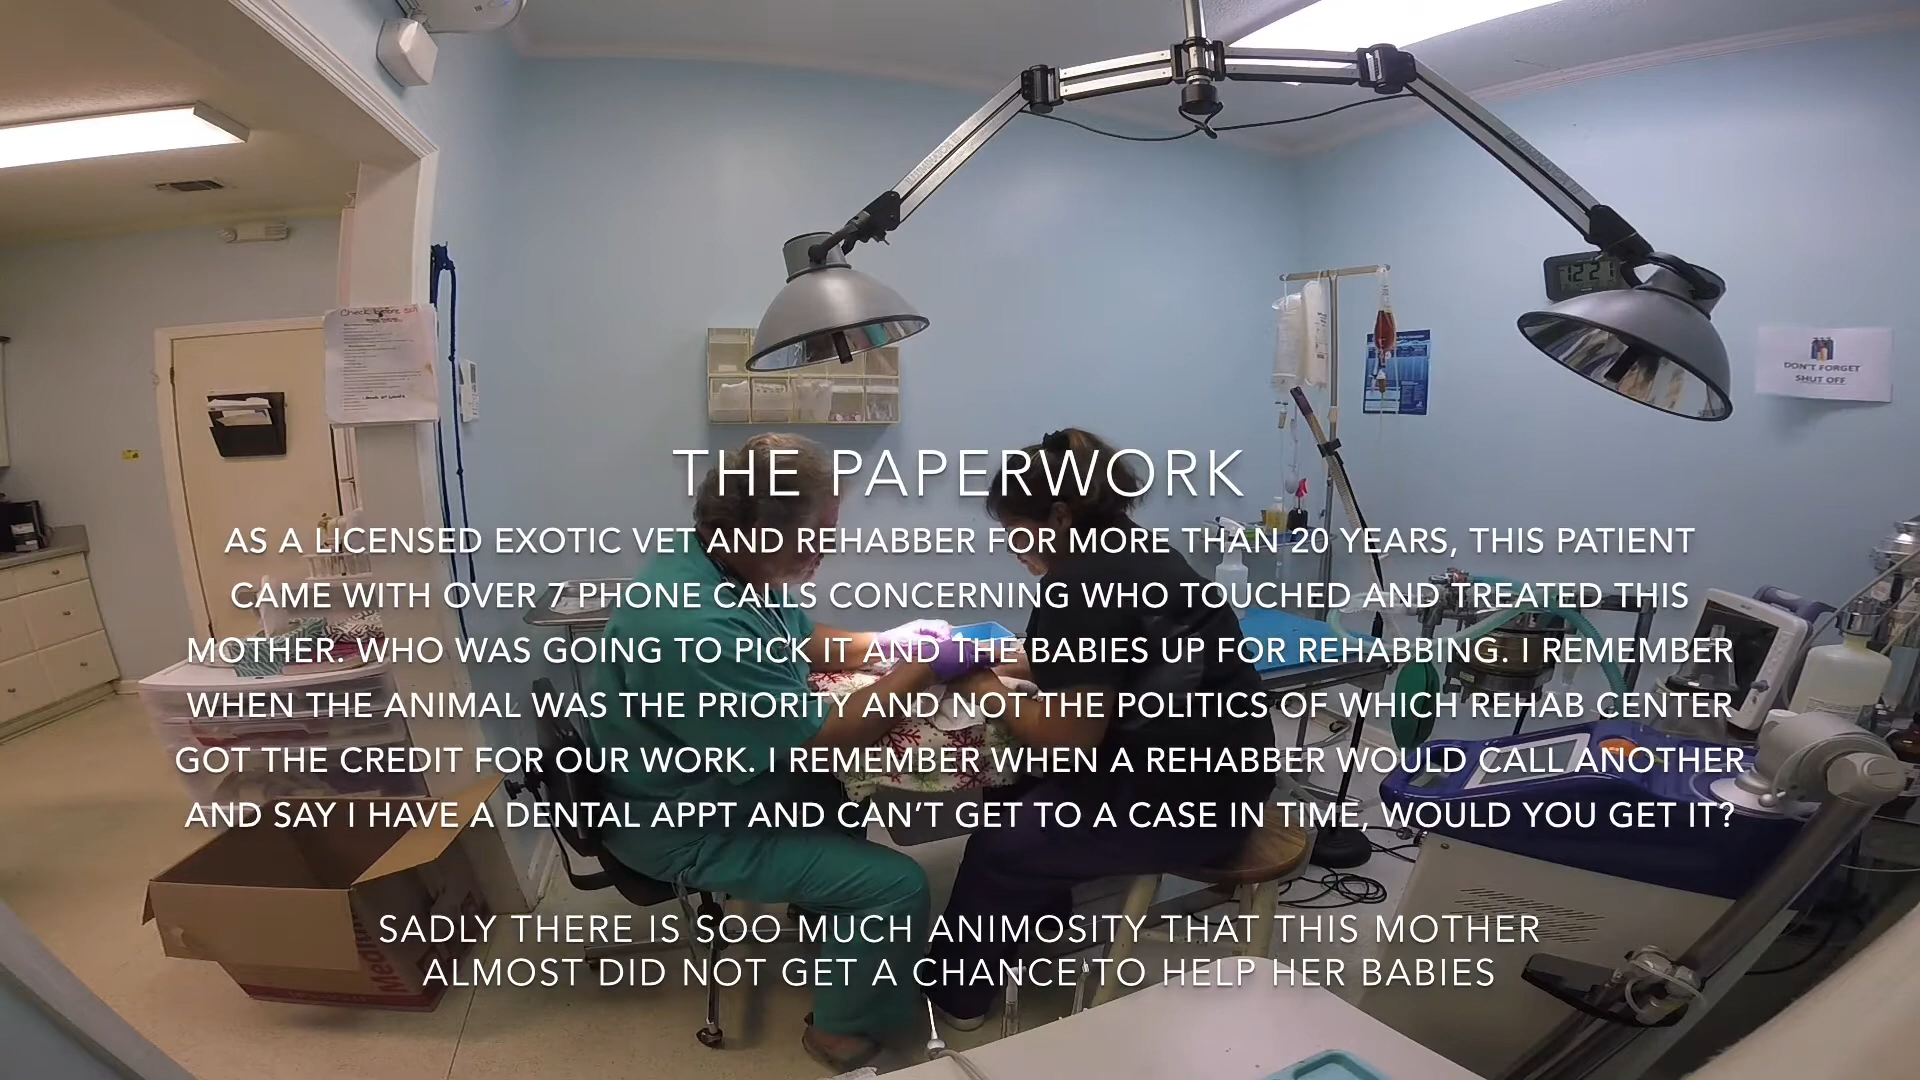 12:21
Check before surg
DON'T FORGET
SHUT OFF
THE PAPERWORK
AS A LICENSED EXOTIC VET AND REHABBER FOR MORE THAN 20 YEARS, THIS PATIENT
CAME WITH OVER 7 PHONE CALLS CONCERNING WHO TOUCHED AND TREATED THIS
MOTHER. WHO WAS GOING TO PICK IT AND THE BABIES UP FOR REHABBING. I REMEMBER
WHEN THE ANIMAL WAS THE PRIORITY AND NOT THE POLITICS OF WHICH REHAB CENTER
GOT THE CREDIT FOR OUR WORK. I REMEMBER WHEN A REHABBER WOULD CALL ANOTHER
AND SAY I HAVE A DENTAL APPT AND CAN'T GET TO A CASE IN TIME, WOULD YOU GET IT?
SADLY THERE IS SOO MUCH ANIMOSITY THAT THIS MOTHER
ALMOST DID NOT GET A CHANCE TO HELP HER BABIES